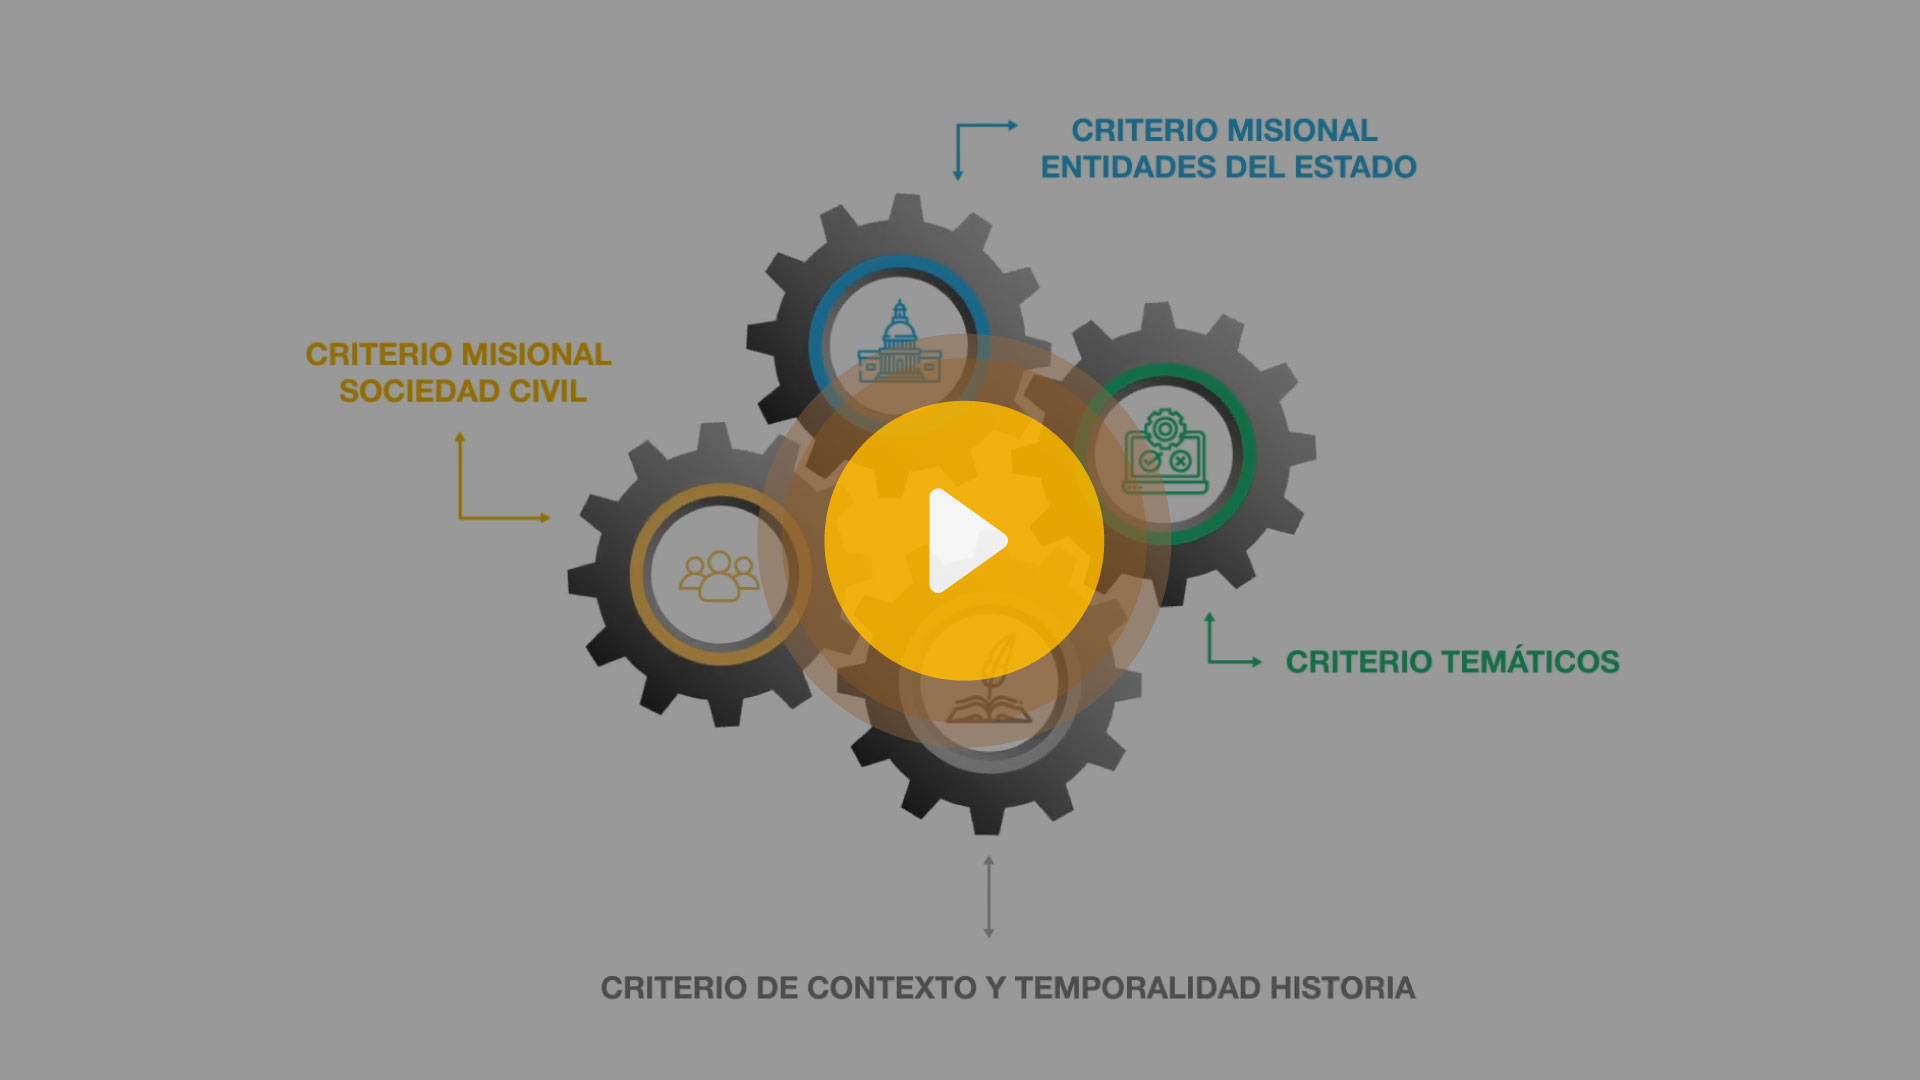 CRITERIO MISIONAL
ENTIDADES DEL ESTADO
CRITERIO MISIONAL
SOCIEDAD CIVIL
CRITERIO TEMÁTICOS
CRITERIO DE CONTEXTO Y TEMPORALIDAD HISTORIA